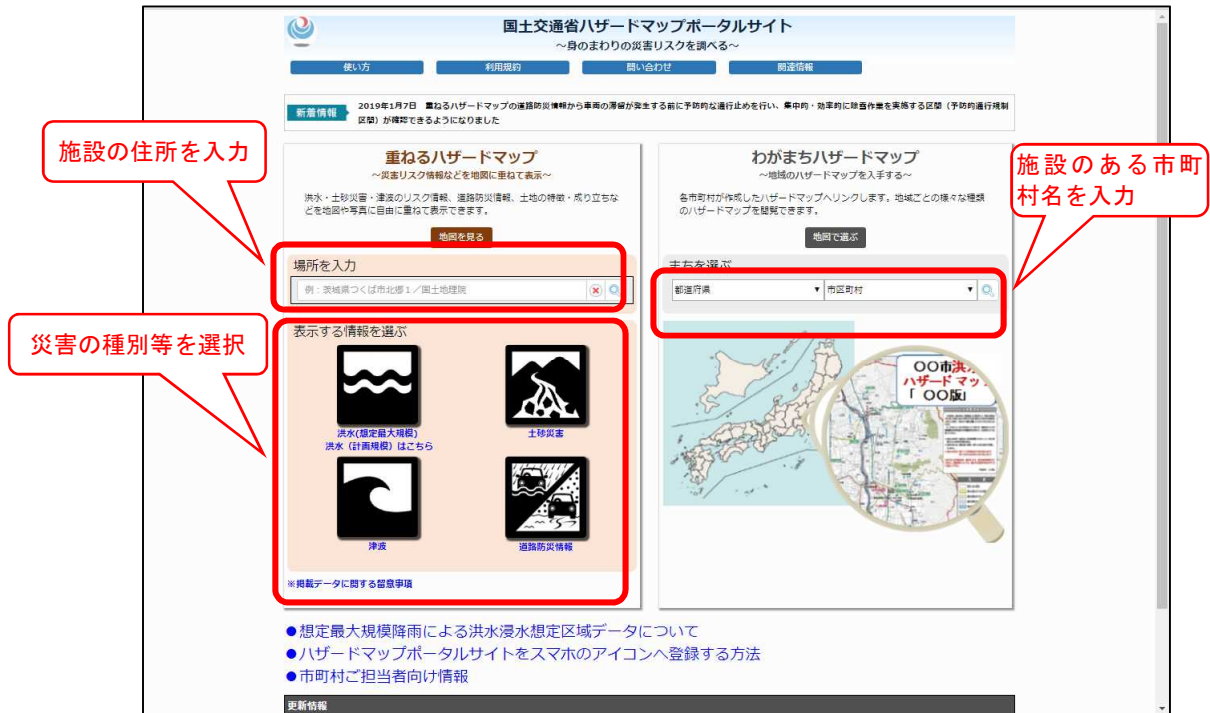 国土交通省ハザードマップポータルサイト
～身のまわりの災害リスクを調べる～
使い方
利用規約
問い合わせ
関連情報
新着情報
2019年1月7日 重ねるハザードマップの道路防災情報から車両の滞留が発生する前に予防的な通行止めを行い、集中的・効率的に除雪作業を実施する区間（予防的通行規制
区間）が確認できるようになりました
施設の住所を入力
重ねるハザードマップ
～災害リスク情報などを地図に重ねて表示～
洪水・土砂災害・津波のリスク情報、道路防災情報、土地の特徴・成り立ちな
どを地図や写真に自由に重ねて表示できます。
地図を見る
場所を入力
例：茨城県つくば市北郷１／国土地理院
災害の種別等を選択
表示する情報を選ぶ
洪水(想定最大規模)
洪水（計画規模）はこちら
土砂災害
津波
道路防災情報
※掲載データに関する留意事項
わがまちハザードマップ
～地域のハザードマップを入手する～
各市町村が作成したハザードマップへリンクします。地域ごとの様々な種類
のハザードマップを閲覧できます。
地図で選ぶ
まちを選ぶ
都道府県
市区町村
施設のある市町
村名を入力
〇〇市洪
ハザードマッ
「 〇〇版」
●想定最大規模降雨による洪水浸水想定区域データについて
●ハザードマップポータルサイトをスマホのアイコンへ登録する方法
●市町村ご担当者向け情報
更新情報